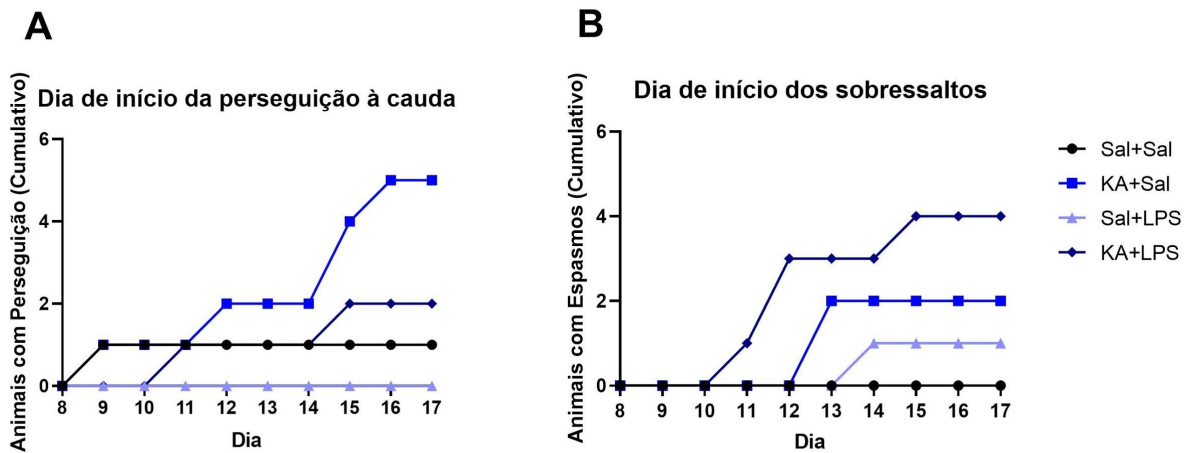 A
Dia de início da perseguição à cauda
Animais com Perseguição (Cumulativo)
6
4
2
0
8 9 10 11 12 13 14 15 16 17
Dia
B
Dia de início dos sobressaltos
Animais com Espasmos (Cumulativo)
6
4
2
0
8 9 10 11 12 13 14 15 16 17
Dia
Sal+Sal
KA+Sal
Sal+LPS
KA+LPS